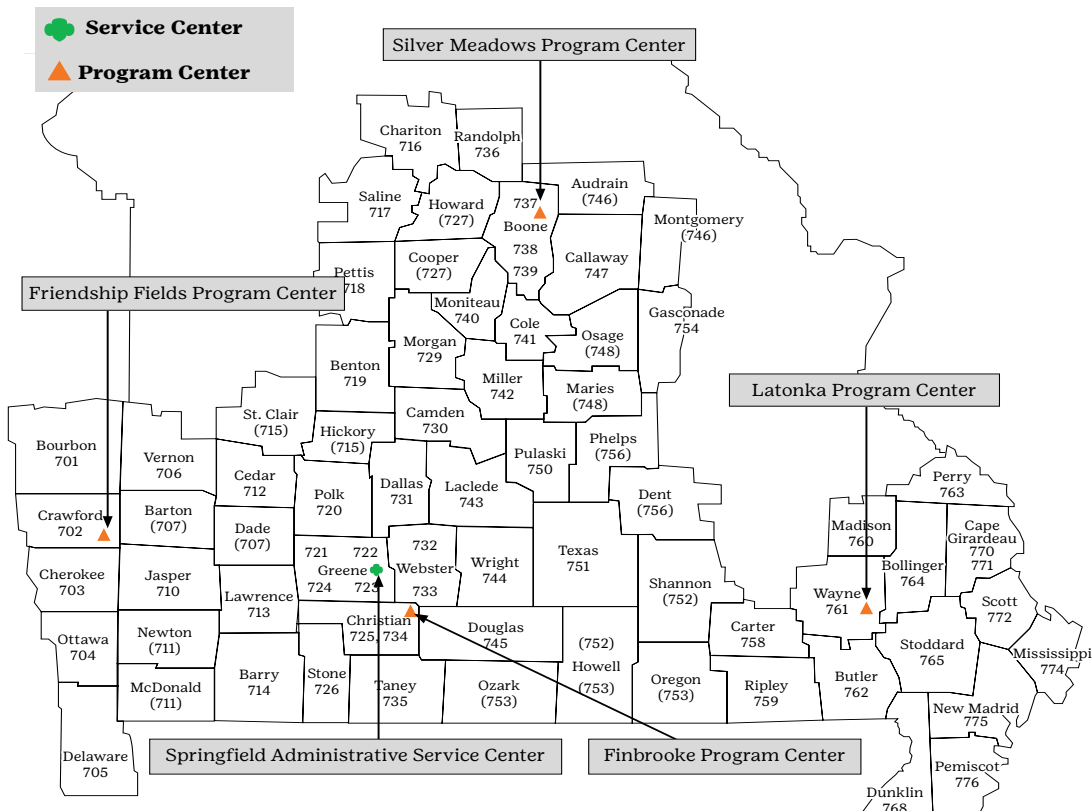 Service Center
Program Center
Silver Meadows Program Center
Chariton
716
Randolph
736
Saline
717
Howard
(727)
737
Boone
738
739
Audrain
(746)
Montgomery
(746)
Callaway
747
Pettis
718
Cooper
(727)
Friendship Fields Program Center
Moniteau
740
Cole
741
Osage
(748)
Gasconade
754
Morgan
729
Benton
719
Miller
742
Maries
(748)
Latonka Program Center
St. Clair
(715)
Hickory
(715)
Camden
730
Bourbon
701
Vernon
706
Cedar
712
Polk
720
Dallas
731
Laclede
743
Pulaski
750
Phelps
(756)
Dent
(756)
Perry
763
Crawford
702
Barton
(707)
Dade
(707)
Madison
760
Cape
Girardeau
770
771
721
722
Greene
724
723
732
Webster
733
Wright
744
Texas
751
Bollinger
764
Cherokee
703
Jasper
710
Lawrence
713
Shannon
(752)
Wayne
761
Scott
772
Christian
725, 734
Douglas
745
(752)
Howell
(753)
Carter
758
Stoddard
765
Mississippi
774
Ottawa
704
Newton
(711)
McDonald
(711)
Barry
714
Stone
726
Taney
735
Ozark
(753)
Oregon
(753)
Ripley
759
Butler
762
New Madrid
775
Delaware
705
Springfield Administrative Service Center
Finbrooke Program Center
Pemiscot
776
Dunklin
768